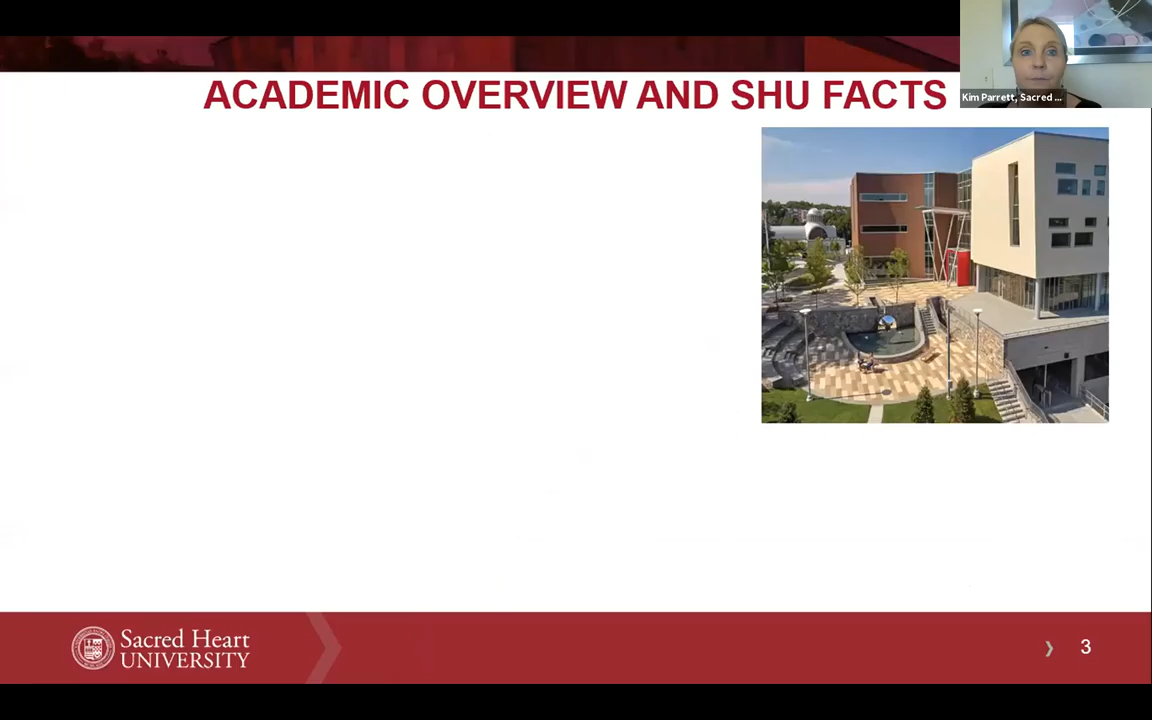 ACADEMIC OVERVIEW AND SHU FACTS
Kim Parrett, Sacred ...
Sacred Heart
UNIVERSITY
3